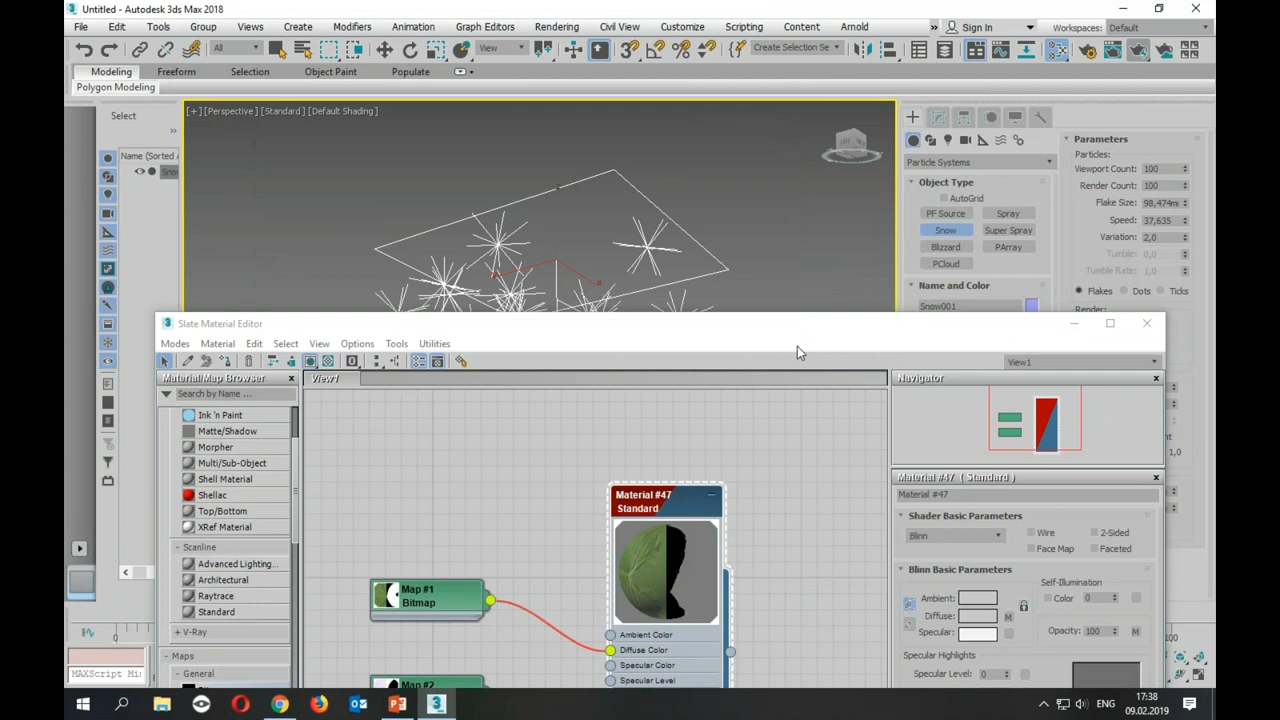 Untitled - Autodesk 3ds Max 2018
File Edit Tools Group Views Create Modifiers Animation Graph Editors Rendering Civil View Customize Scripting Content Arnold » Sign In Workspaces: Default
All View Create Selection Se
Modeling Freeform Selection Object Paint Populate
Polygon Modeling
Select
»
Name (Sorted A
Sno
[+] [Perspective] [Standard] [Default Shading]
Particle Systems
Object Type
AutoGrid
PF Source Spray
Snow Super Spray
Blizzard PArray
PCloud
Name and Color
Snow001
Parameters
Particles:
Viewport Count: 100
Render Count: 100
Flake Size: 98,474m
Speed: 37,635
Variation: 2,0
Tumble: 0,0
Tumble Rate: 1,0
Flakes Dots Ticks
Render:
1,0
Slate Material Editor
Modes Material Edit Select View Options Tools Utilities
View1
Material/Map Browser
Search by Name ...
Ink 'n Paint
Matte/Shadow
Morpher
Multi/Sub-Object
Shell Material
Shellac
Top/Bottom
XRef Material
- Scanline
Advanced Lighting...
Architectural
Raytrace
Standard
+ V-Ray
- Maps
- General
View1
Material #47
Standard
Map #1
Bitmap
Map #2
Ambient Color
Diffuse Color
Specular Color
Specular Level
Navigator
Material #47 ( Standard )
Material #47
Shader Basic Parameters
Blinn
Wire 2-Sided
Face Map Faceted
Blinn Basic Parameters
Self-Illumination
Ambient: Color 0
Diffuse: M
Specular: Opacity: 100 M
Specular Highlights
Specular Level: 0
0
100
MAXScript Mi:
ENG
17:38
09.02.2019